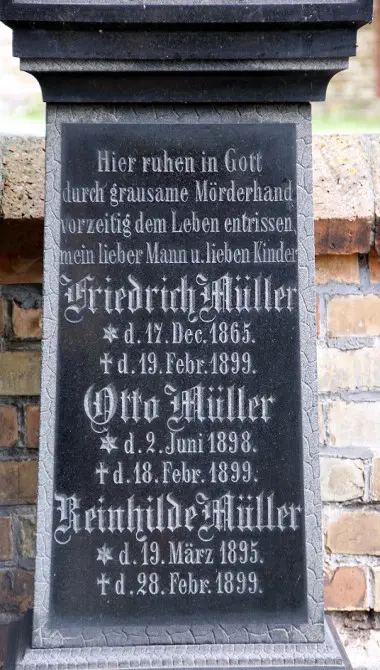 Hier ruhen in Gott
durch grausame Mörderhand
vorzeitig dem Leben entrissen,
mein lieber Mann u. lieben Kinder
Friedrich Müller
* d. 17. Dec. 1865.
† d. 19. Febr. 1899.
Otto Müller
* d. 2. Juni 1898.
† d. 18. Febr. 1899.
Reinhilde Müller
* d. 19. März 1895.
† d. 28. Febr. 1899.